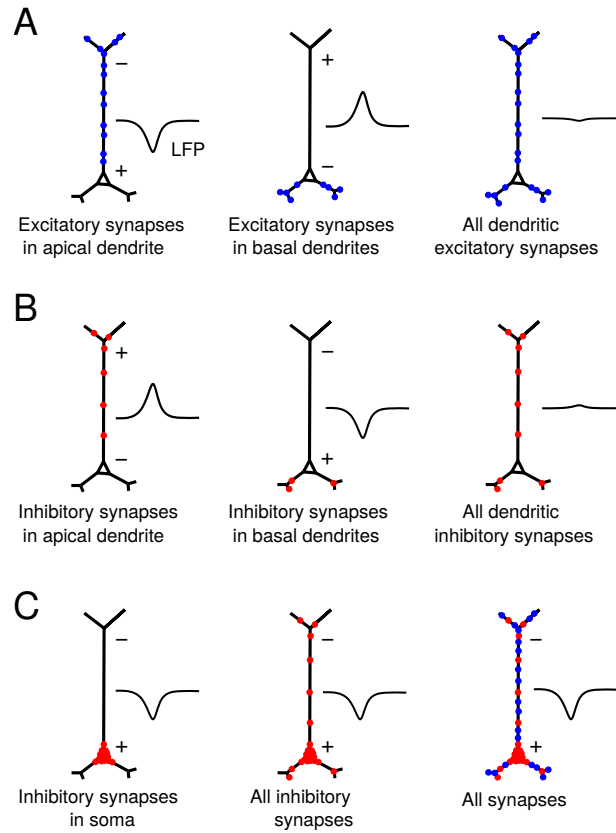 A
−
+
LFP
Excitatory synapses
in apical dendrite
+
−
Excitatory synapses
in basal dendrites
All dendritic
excitatory synapses
B
+
−
Inhibitory synapses
in apical dendrite
−
+
Inhibitory synapses
in basal dendrites
All dendritic
inhibitory synapses
C
−
+
Inhibitory synapses
in soma
−
+
All inhibitory
synapses
−
+
All synapses